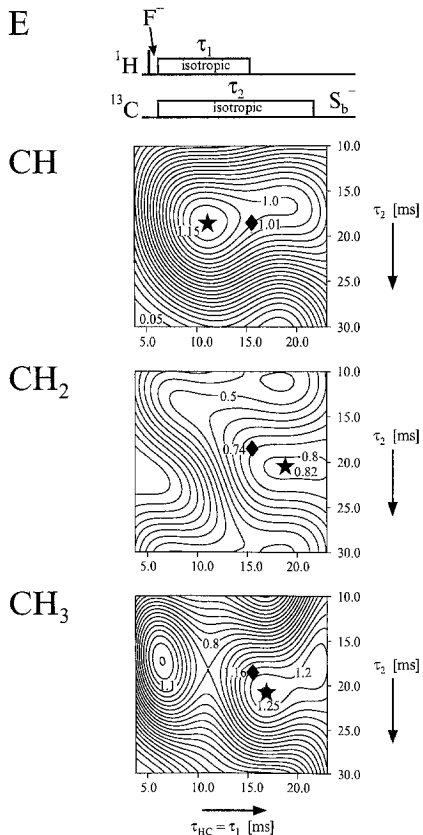 E
F⁻
τ₁
¹H
isotropic
τ₂
¹³C
isotropic
S_b⁻
CH
10.0
15.0
20.0
25.0
30.0
τ₂ [ms]
1.0
1.15
1.01
0.05
5.0 10.0 15.0 20.0
CH₂
10.0
15.0
20.0
25.0
30.0
τ₂ [ms]
0.5
0.74
0.8
0.82
5.0 10.0 15.0 20.0
CH₃
10.0
15.0
20.0
25.0
30.0
τ₂ [ms]
0.8
1.1
1.16
1.2
1.25
5.0 10.0 15.0 20.0
τHC = τ₁ [ms]